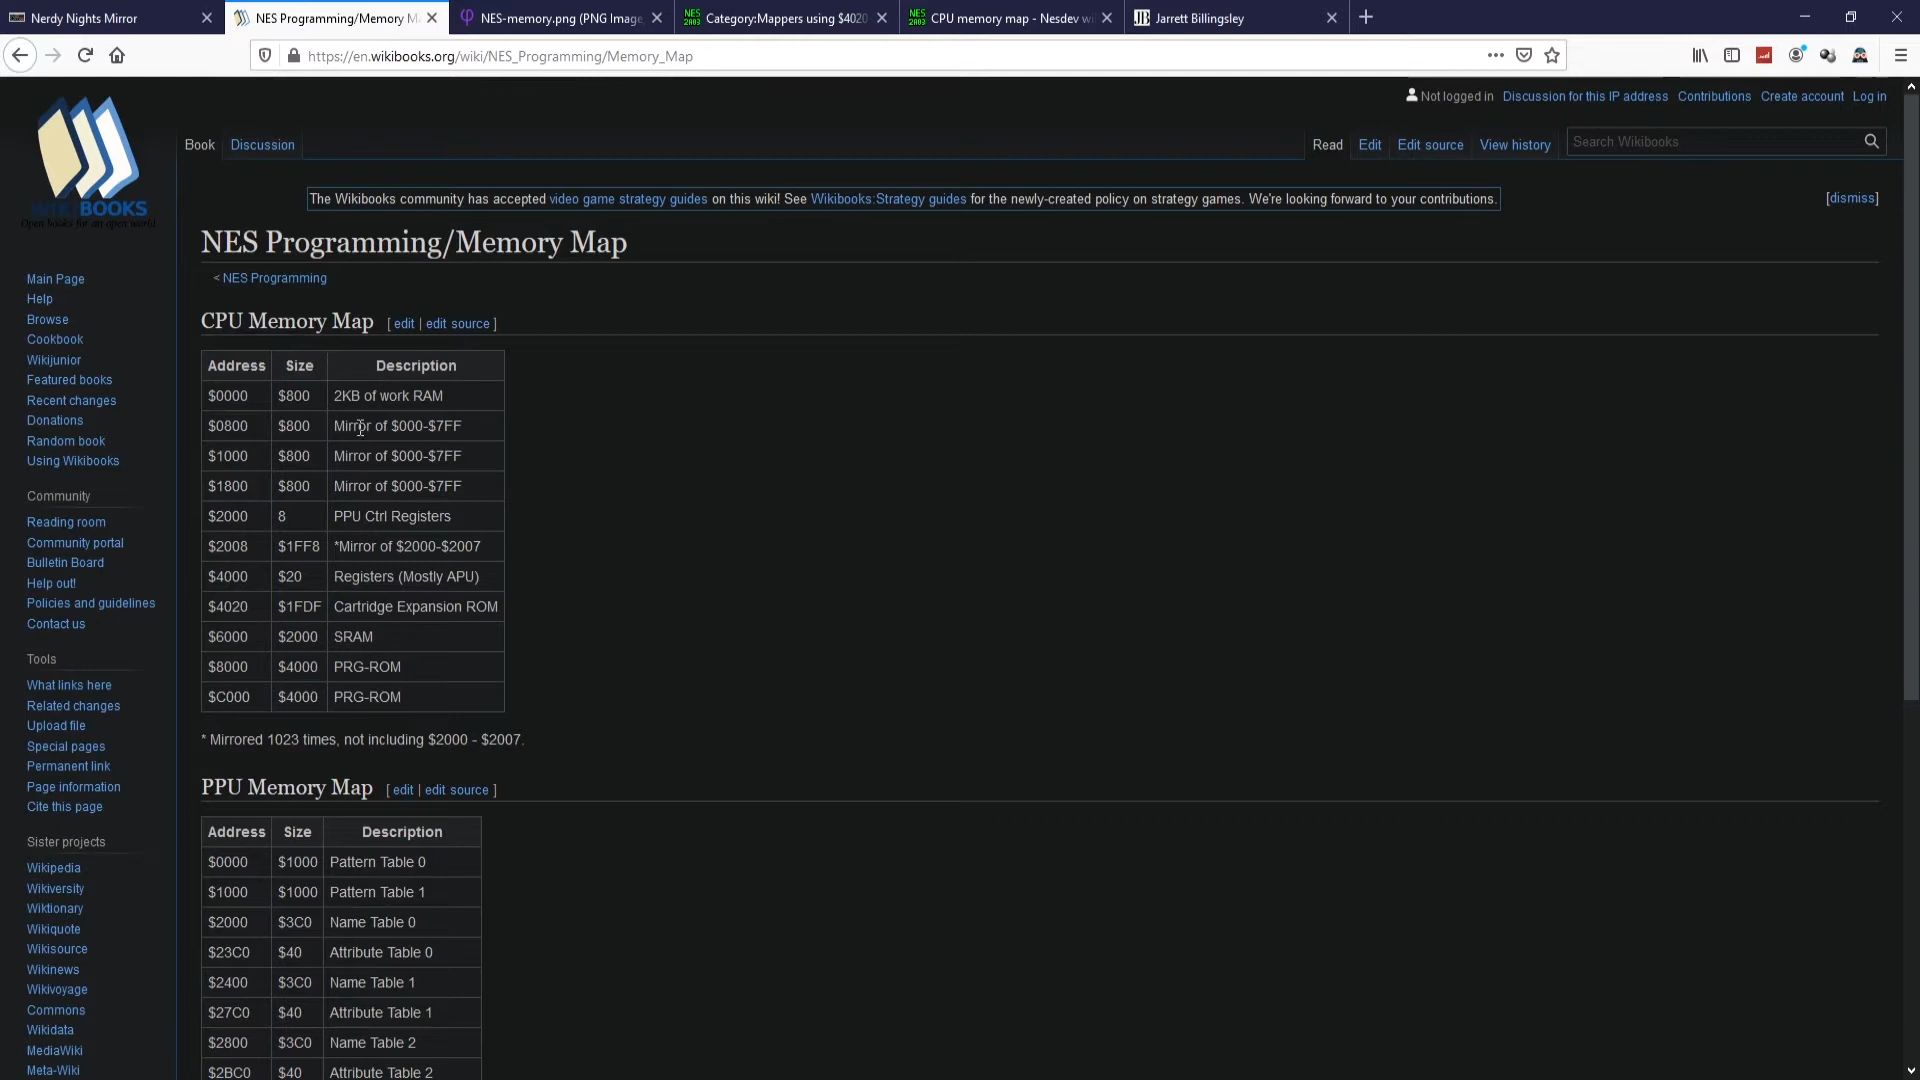 Nerdy Nights Mirror
NES Programming/Memory M
NES-memory.png (PNG Image
Category:Mappers using $4020
CPU memory map - Nesdev wi
Jarrett Billingsley
https://en.wikibooks.org/wiki/NES_Programming/Memory_Map
Not logged in Discussion for this IP address Contributions Create account Log in
Book Discussion Read Edit Edit source View history Search Wikibooks
WIKIBOOKS
Open books for an open world
The Wikibooks community has accepted video game strategy guides on this wiki! See Wikibooks:Strategy guides for the newly-created policy on strategy games. We're looking forward to your contributions. [dismiss]
NES Programming/Memory Map
< NES Programming
Main Page
Help
Browse
Cookbook
Wikijunior
Featured books
Recent changes
Donations
Random book
Using Wikibooks
Community
Reading room
Community portal
Bulletin Board
Help out!
Policies and guidelines
Contact us
Tools
What links here
Related changes
Upload file
Special pages
Permanent link
Page information
Cite this page
Sister projects
Wikipedia
Wikiversity
Wiktionary
Wikiquote
Wikisource
Wikinews
Wikivoyage
Commons
Wikidata
MediaWiki
Meta-Wiki
CPU Memory Map [ edit | edit source ]
Address Size Description
$0000 $800 2KB of work RAM
$0800 $800 Mirror of $000-$7FF
$1000 $800 Mirror of $000-$7FF
$1800 $800 Mirror of $000-$7FF
$2000 8 PPU Ctrl Registers
$2008 $1FF8 *Mirror of $2000-$2007
$4000 $20 Registers (Mostly APU)
$4020 $1FDF Cartridge Expansion ROM
$6000 $2000 SRAM
$8000 $4000 PRG-ROM
$C000 $4000 PRG-ROM
* Mirrored 1023 times, not including $2000 - $2007.
PPU Memory Map [ edit | edit source ]
Address Size Description
$0000 $1000 Pattern Table 0
$1000 $1000 Pattern Table 1
$2000 $3C0 Name Table 0
$23C0 $40 Attribute Table 0
$2400 $3C0 Name Table 1
$27C0 $40 Attribute Table 1
$2800 $3C0 Name Table 2
$2BC0 $40 Attribute Table 2